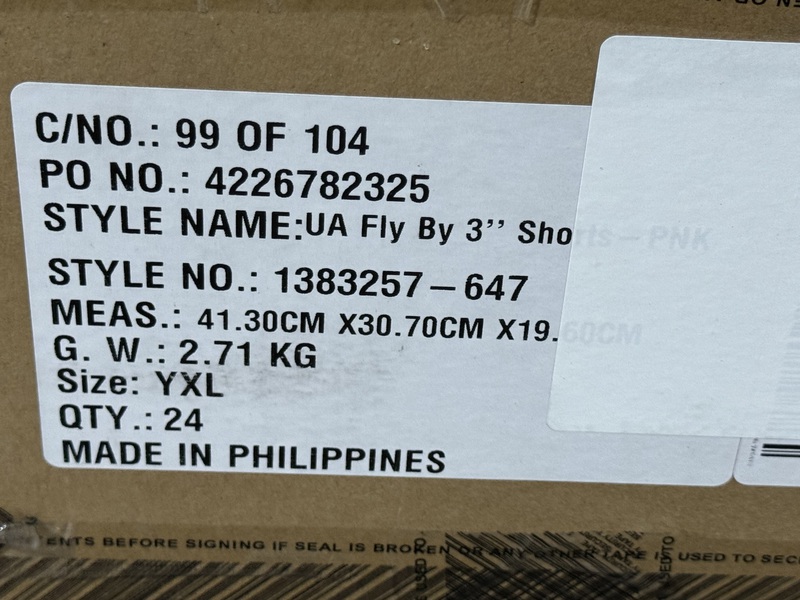 C/NO.: 99 OF 104
PO NO.: 4226782325
STYLE NAME:UA Fly By 3’’ Shorts–PNK
STYLE NO.: 1383257–647
MEAS.: 41.30CM X30.70CM X19.60CM
G. W.: 2.71 KG
Size: YXL
QTY.: 24
MADE IN PHILIPPINES
ENTS BEFORE SIGNING IF SEAL IS BROKEN OR ANY OTHER TAPE IS USED TO SEC